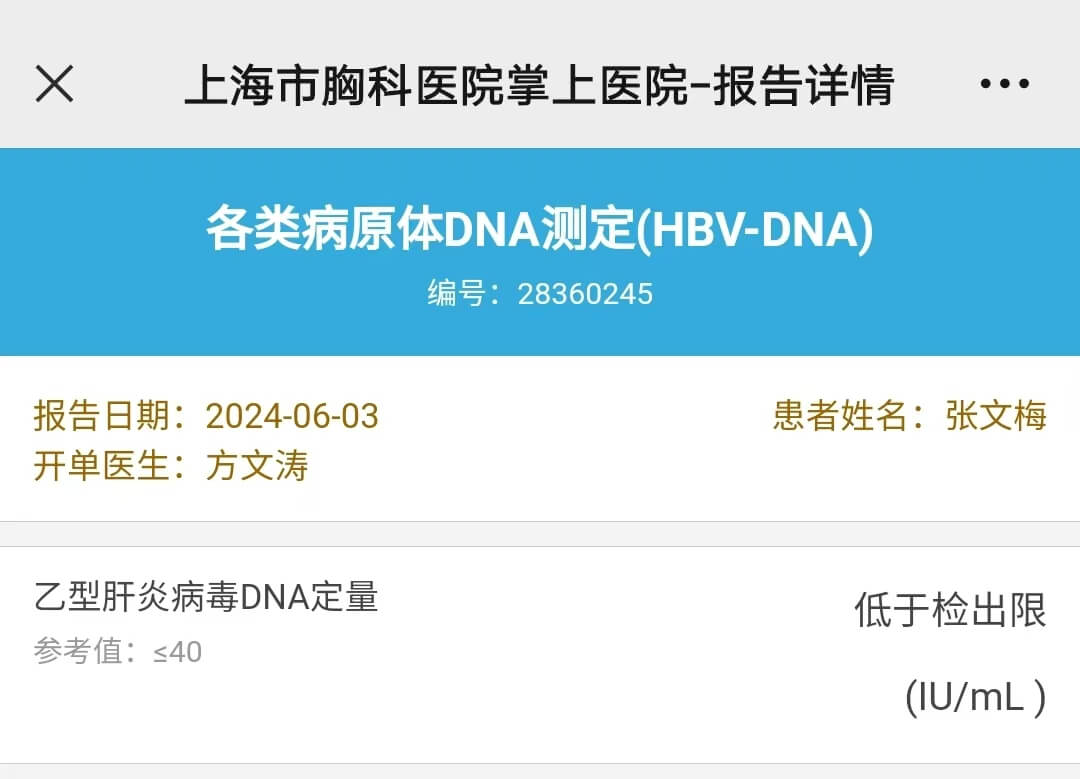 上海市胸科医院掌上医院-报告详情
各类病原体DNA测定(HBV-DNA)
编号：28360245
报告日期：2024-06-03
患者姓名：张文梅
开单医生：方文涛
乙型肝炎病毒DNA定量
低于检出限
参考值：≤40
(IU/mL )